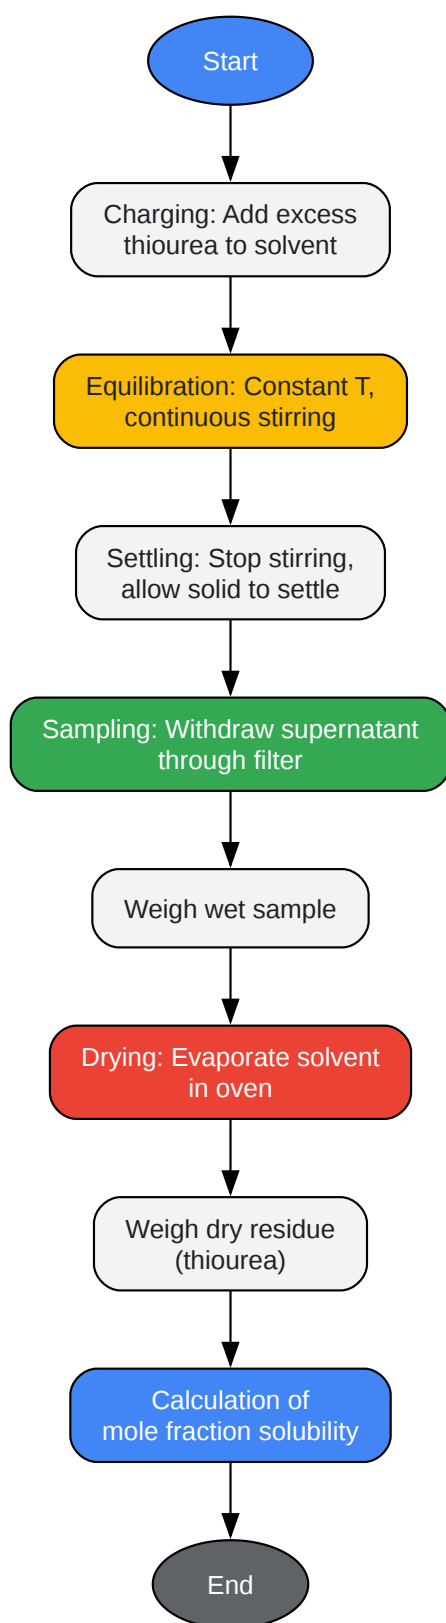 Start
Charging: Add excess
thiourea to solvent
Equilibration: Constant T,
continuous stirring
Settling: Stop stirring,
allow solid to settle
Sampling: Withdraw supernatant
through filter
Weigh wet sample
Drying: Evaporate solvent
in oven
Weigh dry residue
(thiourea)
Calculation of
mole fraction solubility
End